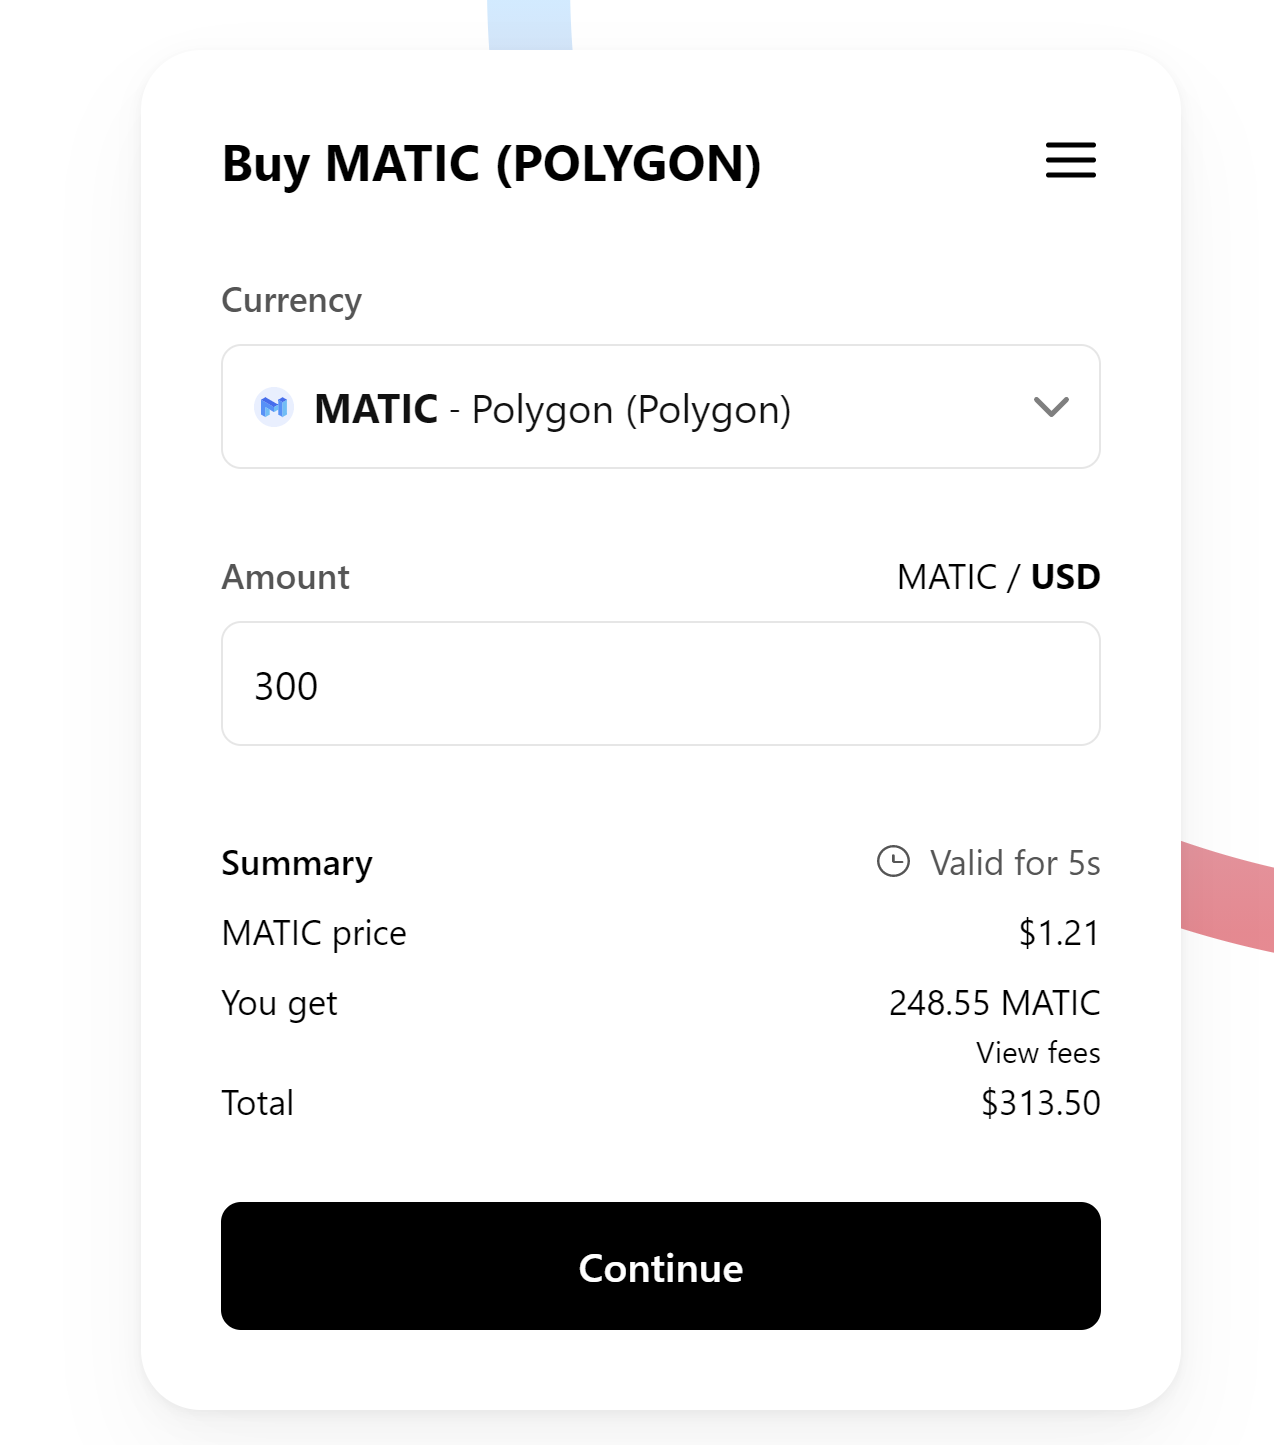 Buy MATIC (POLYGON)
Currency
MATIC - Polygon (Polygon)
Amount MATIC / USD
300
Summary Valid for 5s
MATIC price $1.21
You get 248.55 MATIC
View fees
Total $313.50
Continue